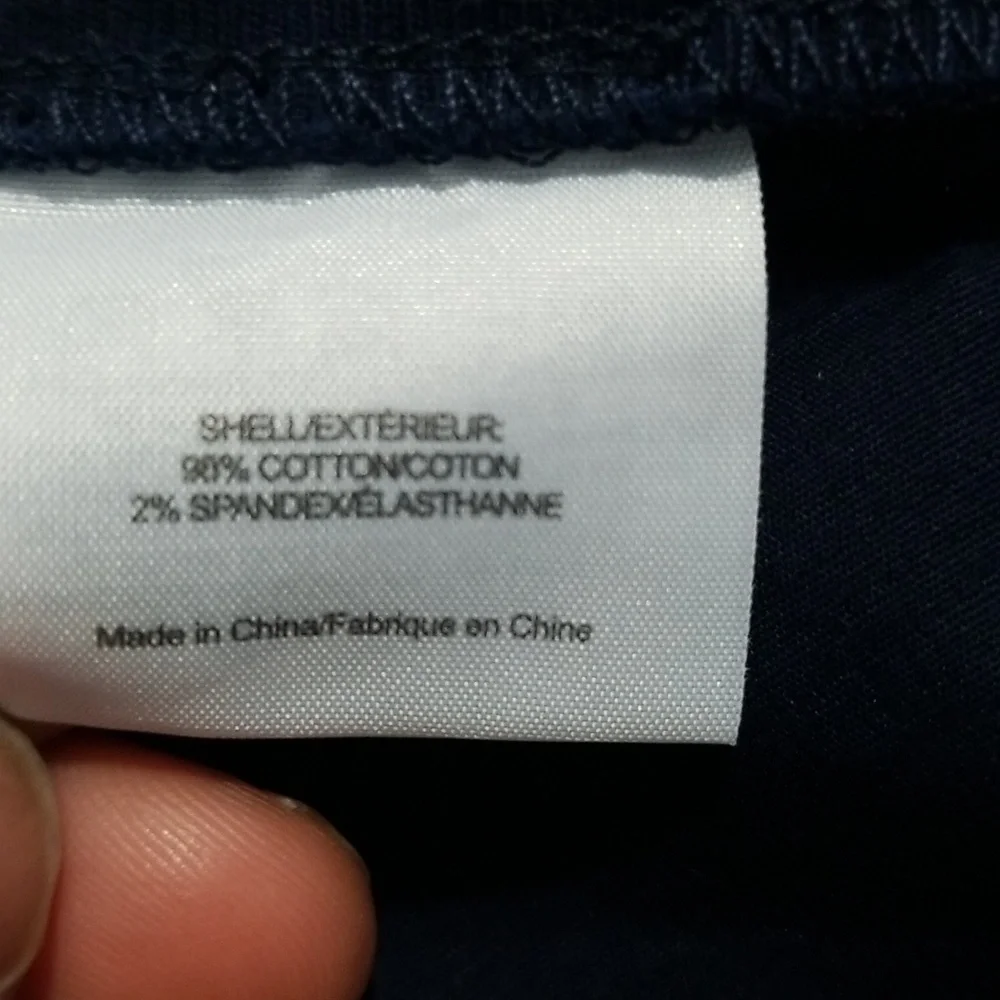 SHELL/EXTÉRIEUR:
98% COTTON/COTON
2% SPANDEX/ÉLASTHANNE
Made in China/Fabrique en Chine